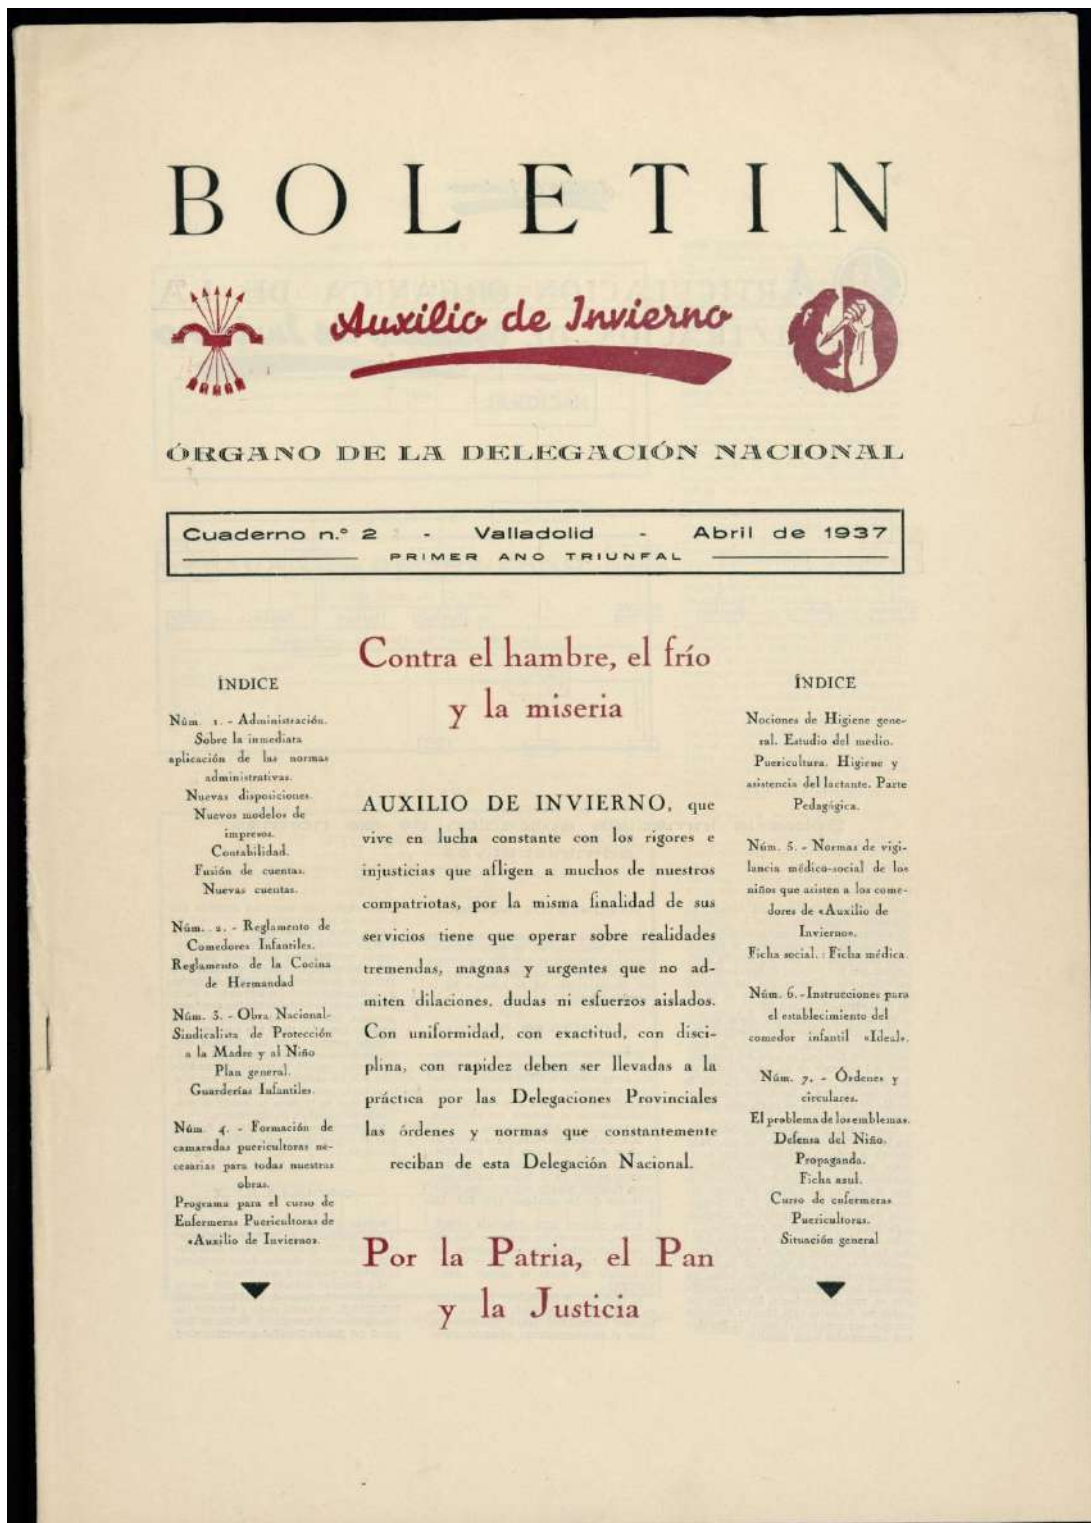 BOLETIN
Auxilio de Invierno
ÓRGANO DE LA DELEGACIÓN NACIONAL
Cuaderno n.º 2 - Valladolid - Abril de 1937
PRIMER AÑO TRIUNFAL
Contra el hambre, el frío
y la miseria
ÍNDICE
Núm. 1. - Administración.
Sobre la inmediata
aplicación de las normas
administrativas.
Nuevas disposiciones.
Nuevos modelos de
impresos.
Contabilidad.
Fusión de cuentas.
Nuevas cuentas.
Núm. 2. - Reglamento de
Comedores Infantiles.
Reglamento de la Cocina
de Hermandad
Núm. 3. - Obra Nacional-
Sindicalista de Protección
a la Madre y al Niño
Plan general.
Guarderías Infantiles.
Núm. 4. - Formación de
camaradas puericultoras ne-
cesarias para todas nuestras
obras.
Programa para el curso de
Enfermeras Puericultoras de
«Auxilio de Invierno».
AUXILIO DE INVIERNO, que
vive en lucha constante con los rigores e
injusticias que afligen a muchos de nuestros
compatriotas, por la misma finalidad de sus
servicios tiene que operar sobre realidades
tremendas, magnas y urgentes que no ad-
miten dilaciones, dudas ni esfuerzos aislados.
Con uniformidad, con exactitud, con disci-
plina, con rapidez deben ser llevadas a la
práctica por las Delegaciones Provinciales
las órdenes y normas que constantemente
reciban de esta Delegación Nacional.
Por la Patria, el Pan
y la Justicia
ÍNDICE
Nociones de Higiene gene-
ral. Estudio del medio.
Puericultura. Higiene y
asistencia del lactante. Parte
Pedagógica.
Núm. 5. - Normas de vigi-
lancia médico-social de los
niños que asisten a los come-
dores de «Auxilio de
Invierno».
Ficha social. : Ficha médica.
Núm. 6. - Instrucciones para
el establecimiento del
comedor infantil «Ideal».
Núm. 7. - Órdenes y
circulares.
El problema de los emblemas.
Defensa del Niño.
Propaganda.
Ficha azul.
Curso de enfermeras
Puericultoras.
Situación general